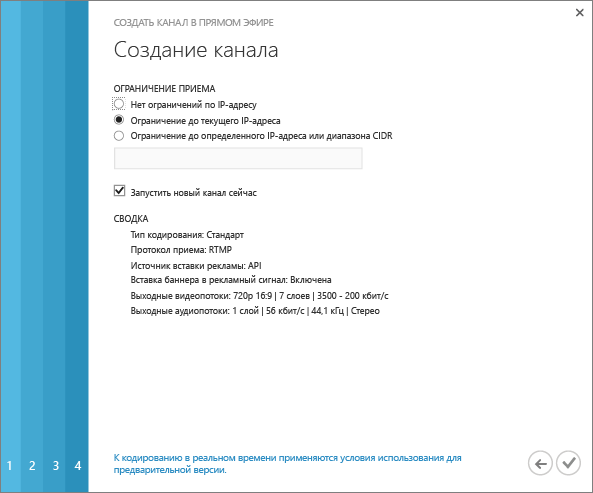 СОЗДАТЬ КАНАЛ В ПРЯМОМ ЭФИРЕ
Создание канала
ОГРАНИЧЕНИЕ ПРИЕМА
Нет ограничений по IP-адресу
Ограничение до текущего IP-адреса
Ограничение до определенного IP-адреса или диапазона CIDR
Запустить новый канал сейчас
СВОДКА
Тип кодирования: Стандарт
Протокол приема: RTMP
Источник вставки рекламы: API
Вставка баннера в рекламный сигнал: Включена
Выходные видеопотоки: 720p 16:9 | 7 слоев | 3500 - 200 кбит/с
Выходные аудиопотоки: 1 слой | 56 кбит/с | 44,1 кГц | Стерео
1 2 3 4
К кодированию в реальном времени применяются условия использования для
предварительной версии.